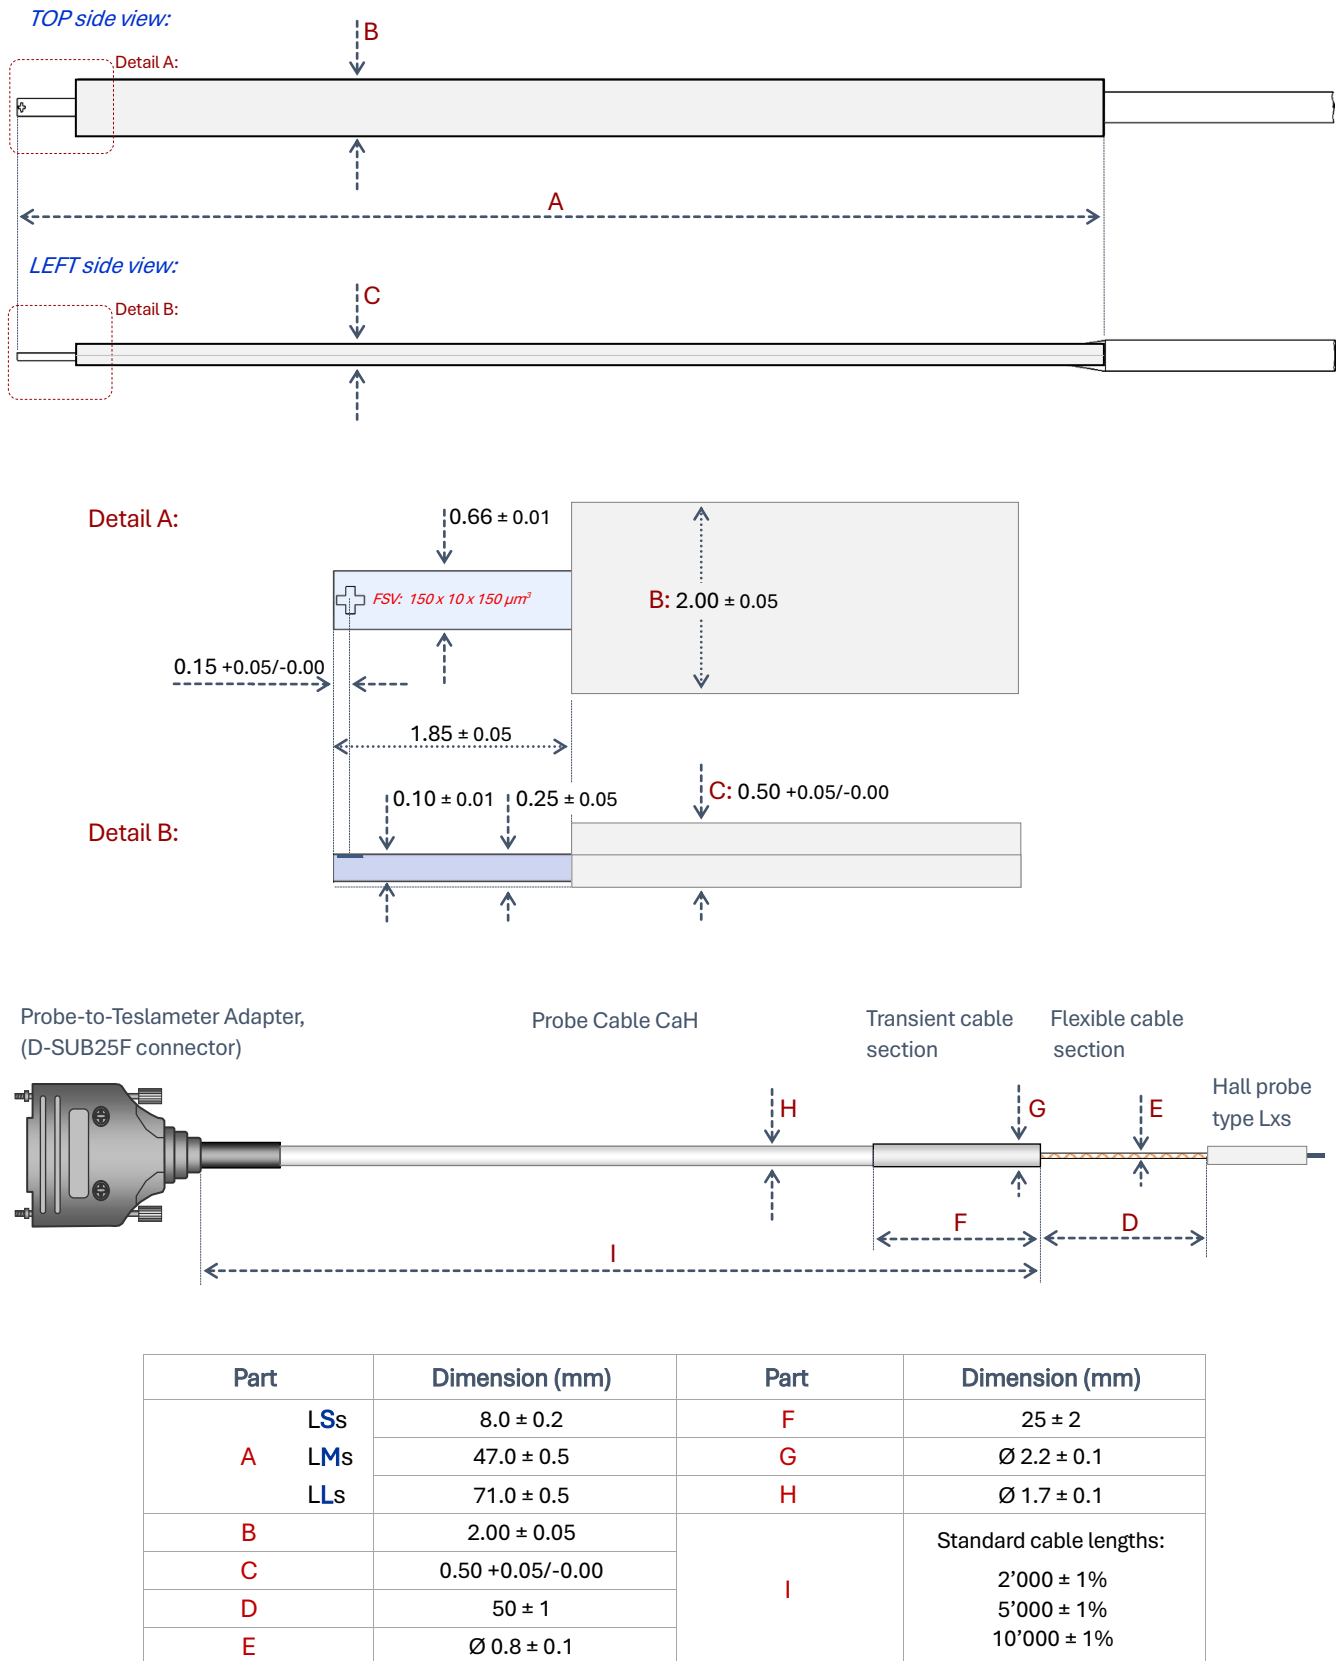 TOP side view:
B
Detail A:
A
LEFT side view:
C
Detail B:
Detail A:
0.66 ± 0.01
FSV: 150 x 10 x 150 µm³
B: 2.00 ± 0.05
0.15 +0.05/-0.00
1.85 ± 0.05
0.10 ± 0.01 0.25 ± 0.05 C: 0.50 +0.05/-0.00
Detail B:
Probe-to-Teslameter Adapter,
(D-SUB25F connector)
Probe Cable CaH
Transient cable
section
Flexible cable
section
Hall probe
type Lxs
H G E
F D
I
Part Dimension (mm) Part Dimension (mm)
LSs 8.0 ± 0.2 F 25 ± 2
A LMs 47.0 ± 0.5 G Ø 2.2 ± 0.1
LLs 71.0 ± 0.5 H Ø 1.7 ± 0.1
B 2.00 ± 0.05 Standard cable lengths:
C 0.50 +0.05/-0.00 I 2’000 ± 1%
D 50 ± 1 5’000 ± 1%
E Ø 0.8 ± 0.1 10’000 ± 1%